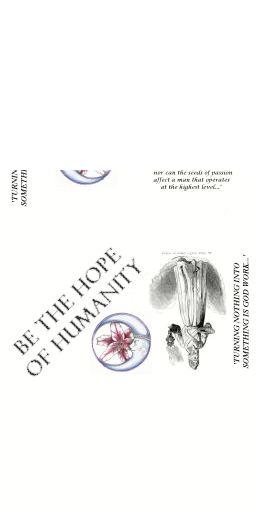 'TURNIN
SOMETHI
nor can the seeds of passion
affect a man that operates
at the highest level..."
BE THE HOPE
OF HUMANITY
'TURNING NOTHING INTO
SOMETHING IS GOD WORK...'